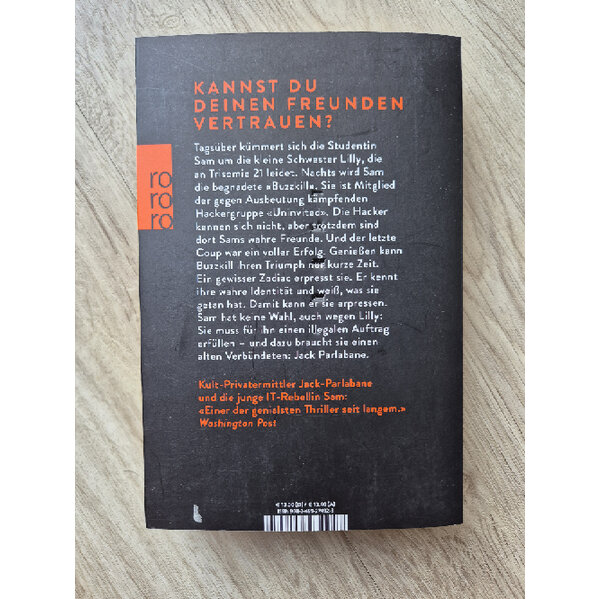 KANNST DU
DEINEN FREUNDEN
VERTRAUEN?
Tagsüber kümmert sich die Studentin
Sam um die kleine Schwester Lilly, die
an Trisomie 21 leidet. Nachts wird Sam
die begnadete »Buzzkill«. Sie ist Mitglied
der gegen Ausbeutung kämpfenden
Hackergruppe «Uninvited». Die Hacker
kennen sich nicht, aber trotzdem sind
dort Sams wahre Freunde. Und der letzte
Coup war ein voller Erfolg. Genießen kann
Buzzkill ihren Triumph nur kurze Zeit.
Ein gewisser Zodiac erpresst sie. Er kennt
ihre wahre Identität und weiß, was sie
getan hat. Damit kann er sie erpressen.
Sam hat keine Wahl, auch wegen Lilly:
Sie muss für ihn einen illegalen Auftrag
erfüllen – und dazu braucht sie einen
alten Verbündeten: Jack Parlabane.
Kult-Privatermittler Jack-Parlabane
und die junge IT-Rebellin Sam:
«Einer der genialsten Thriller seit langem.»
Washington Post
ro
ro
ro